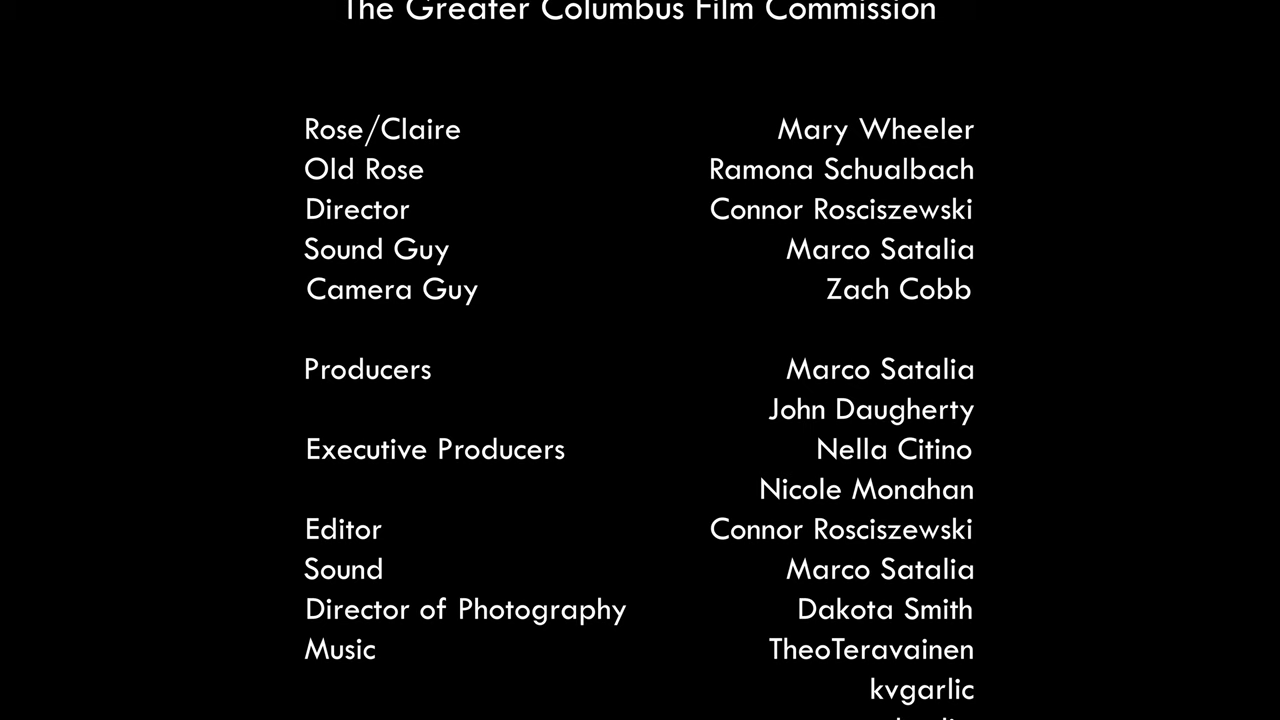 The Greater Columbus Film Commission
Rose/Claire Mary Wheeler
Old Rose Ramona Schualbach
Director Connor Rosciszewski
Sound Guy Marco Satalia
Camera Guy Zach Cobb
Producers Marco Satalia
John Daugherty
Executive Producers Nella Citino
Nicole Monahan
Editor Connor Rosciszewski
Sound Marco Satalia
Director of Photography Dakota Smith
Music TheoTeravainen
kvgarlic